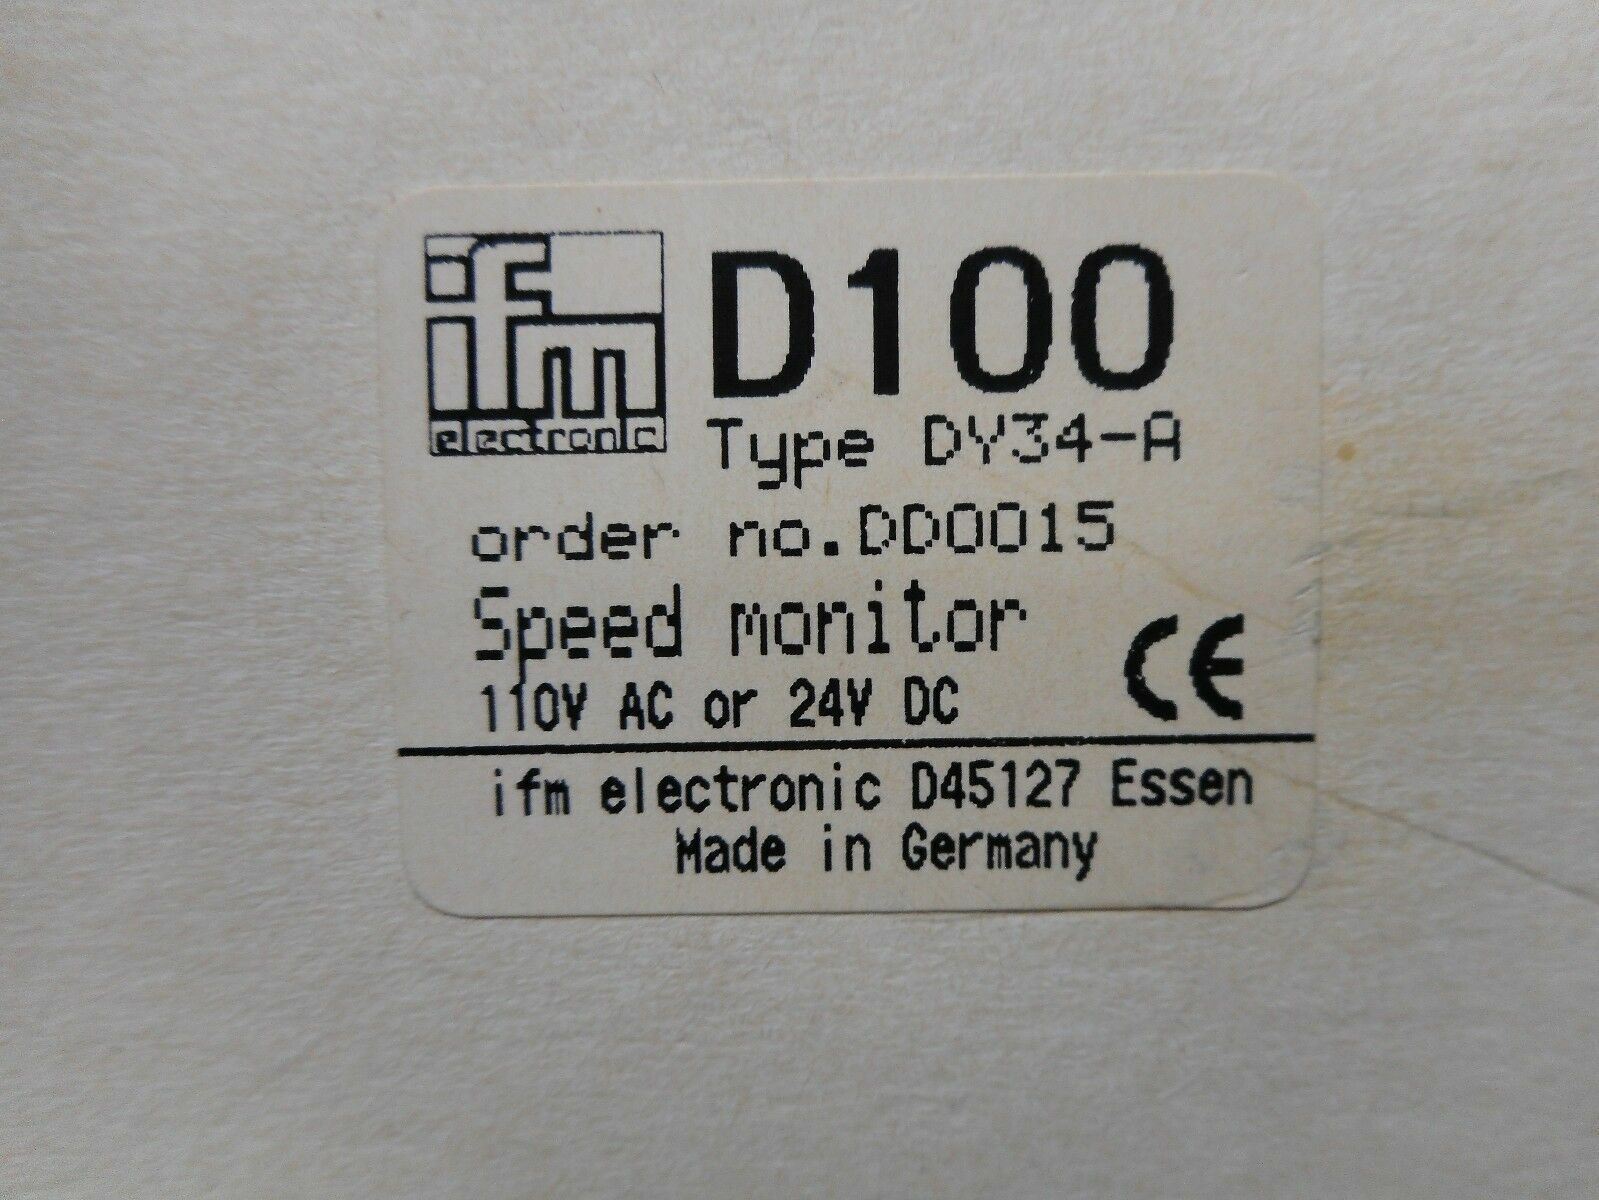 ifm
electronic
D100
Type DY34-A
order no.DD0015
Speed monitor
110V AC or 24V DC
CE
ifm electronic D45127 Essen
Made in Germany